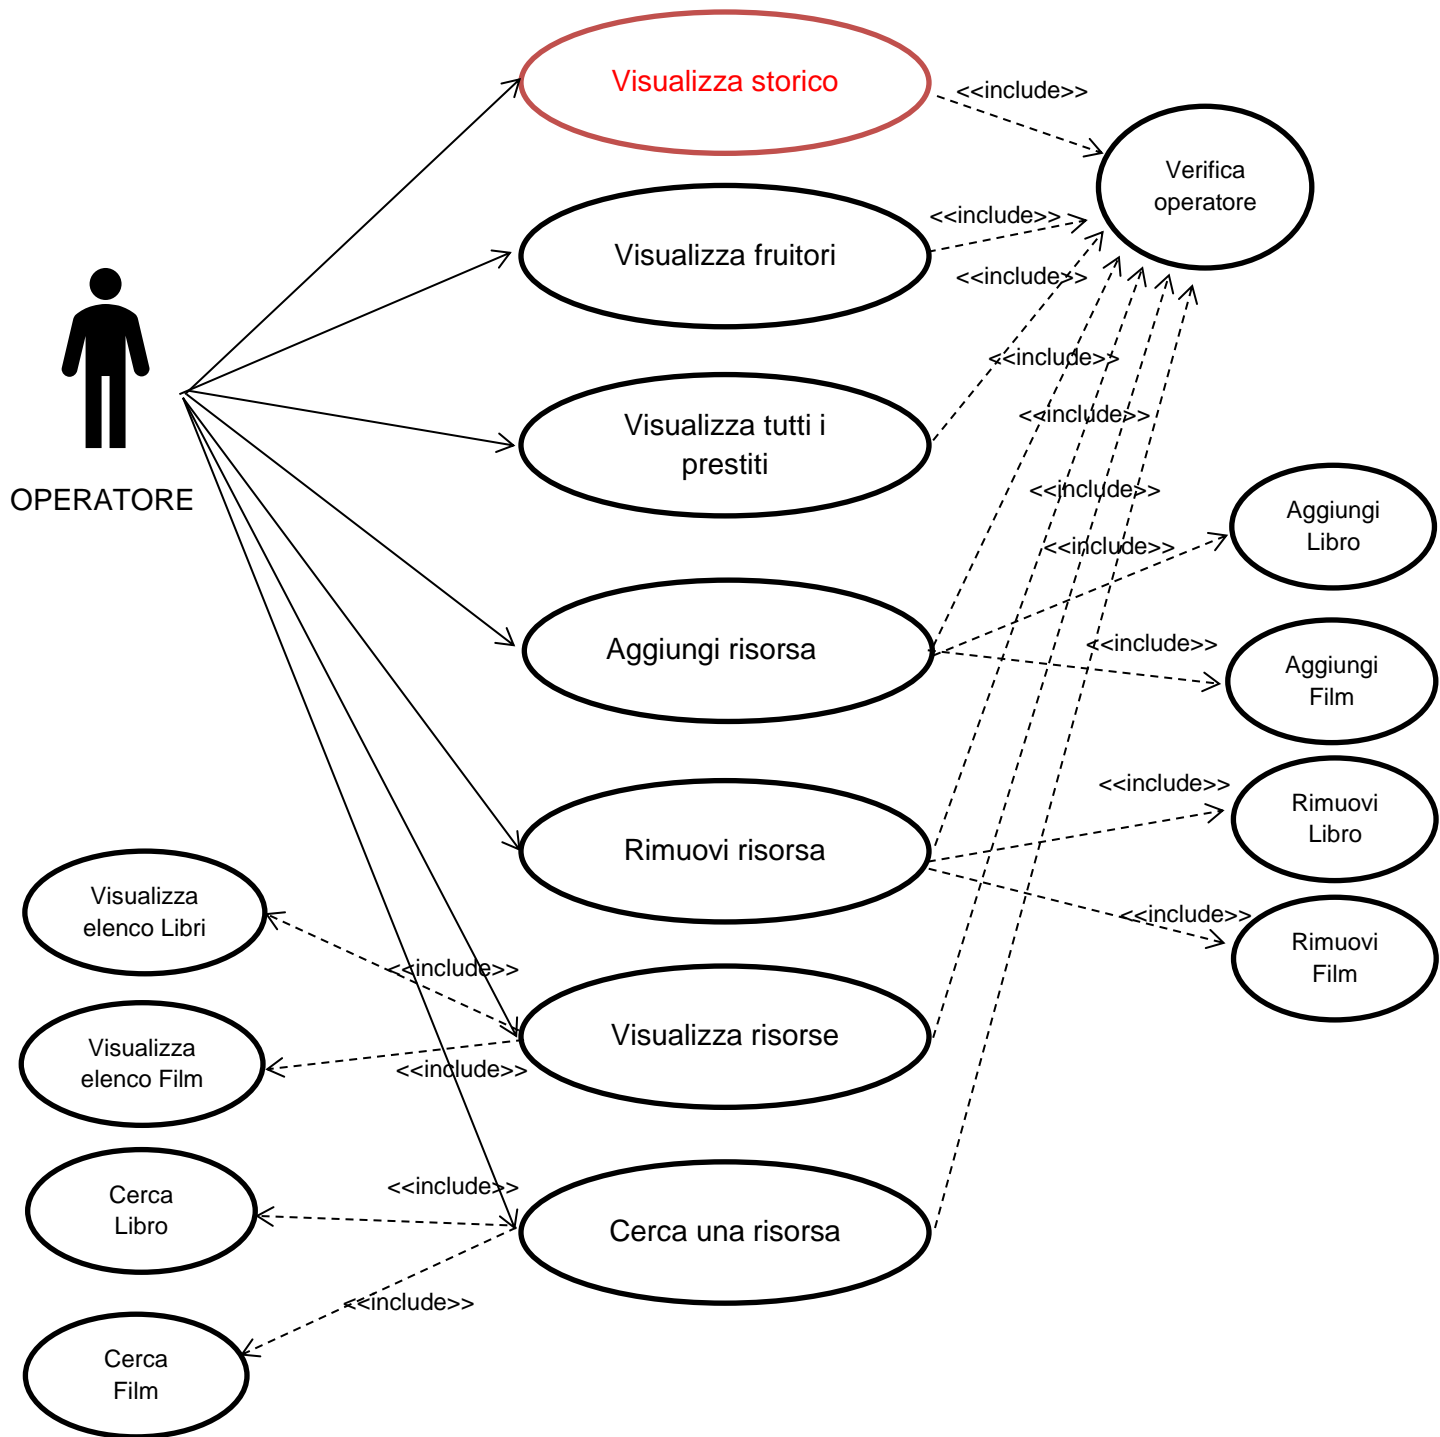 Visualizza storico
<<include>>
Verifica
operatore
<<include>>
Visualizza fruitori
<<include>>
<<include>>
<<include>>
Visualizza tutti i
prestiti
OPERATORE
<<include>>
Aggiungi
Libro
<<include>>
Aggiungi risorsa
<<include>>
Aggiungi
Film
<<include>>
Rimuovi
Libro
Rimuovi risorsa
Visualizza
elenco Libri
<<include>>
Rimuovi
Film
<<include>>
Visualizza risorse
Visualizza
elenco Film
<<include>>
<<include>>
Cerca
Libro
Cerca una risorsa
<<include>>
Cerca
Film